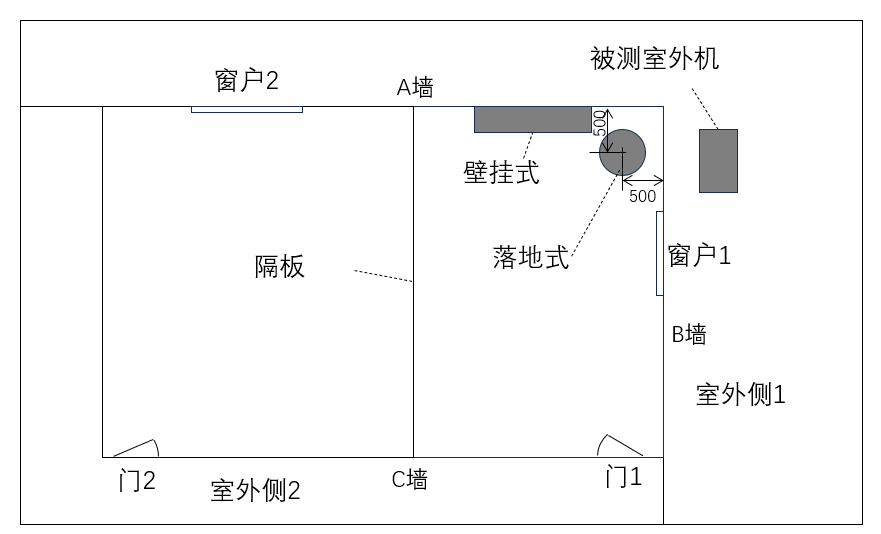 被测室外机
窗户2
A墙
500
壁挂式
500
落地式
窗户1
隔板
B墙
室外侧1
门2
室外侧2
C墙
门1